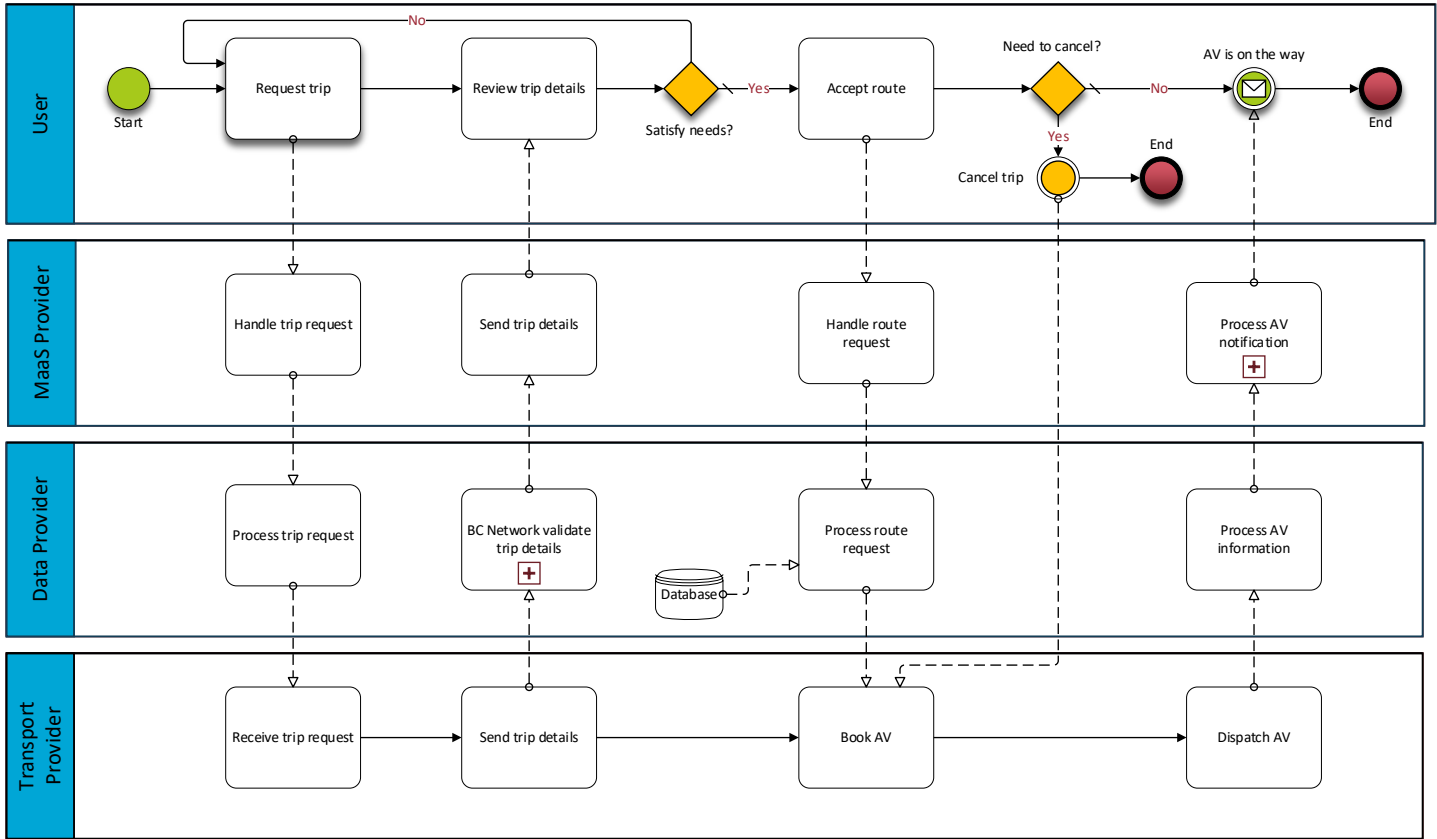 User
No
Request trip
Review trip details
Accept route
Need to cancel?
AV is on the way
Yes
No
Start
Satisfy needs?
Yes
End
End
Cancel trip
MaaS Provider
Handle trip request
Send trip details
Handle route
request
Process AV
notification
Data Provider
Process trip request
BC Network validate
trip details
Database
Process route
request
Process AV
information
Transport
Provider
Receive trip request
Send trip details
Book AV
Dispatch AV